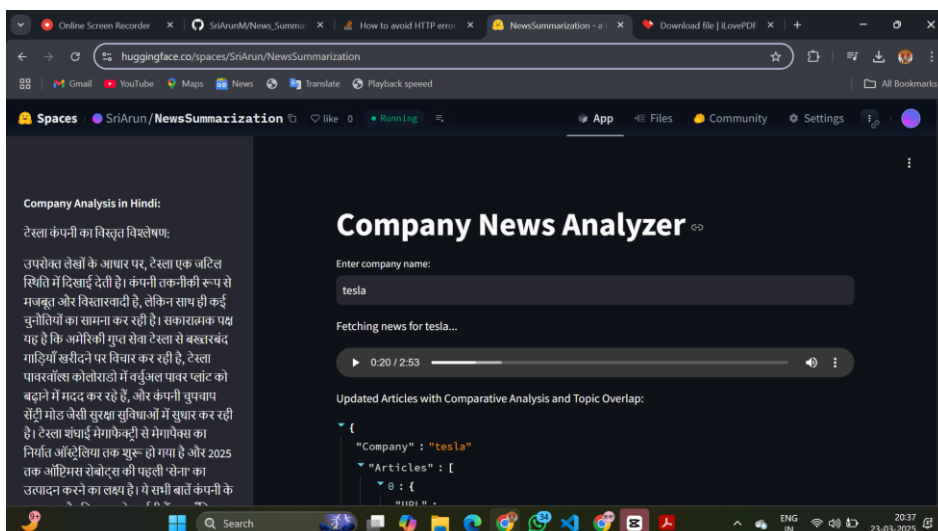 Online Screen Recorder
SriArunM/News_Summa
How to avoid HTTP error
NewsSummarization - a
Download file | iLovePDF
huggingface.co/spaces/SriArun/NewsSummarization
Gmail YouTube Maps News Translate Playback speeed All Bookmarks
Spaces SriArun/NewsSummarization like 0 Running App Files Community Settings
Company Analysis in Hindi:
टेस्ला कंपनी का विस्तृत विश्लेषण:
उपरोक्त लेखों के आधार पर, टेस्ला एक जटिल
स्थिति में दिखाई देती है। कंपनी तकनीकी रूप से
मजबूत और विस्तारवादी है, लेकिन साथ ही कई
चुनौतियों का सामना कर रही है। सकारात्मक पक्ष
यह है कि अमेरिकी गुप्त सेवा टेस्ला से बख्तरबंद
गाड़ियाँ खरीदने पर विचार कर रही है, टेस्ला
पावरवॉल्स कोलोराडो में वर्चुअल पावर प्लांट को
बढ़ाने में मदद कर रहे हैं, और कंपनी चुपचाप
सेंट्री मोड जैसी सुरक्षा सुविधाओं में सुधार कर रही
है। टेस्ला शंघाई मेगाफैक्ट्री से मेगापैक्स का
निर्यात ऑस्ट्रेलिया तक शुरू हो गया है और 2025
तक ऑप्टिमस रोबोट्स की पहली 'सेना' का
उत्पादन करने का लक्ष्य है। ये सभी बातें कंपनी के
Company News Analyzer
Enter company name:
tesla
Fetching news for tesla...
0:20 / 2:53
Updated Articles with Comparative Analysis and Topic Overlap:
{
"Company" : "tesla"
"Articles" : [
0 : {
"URL" :
9+
Search
34
ENG
IN
20:37
23-03-2025